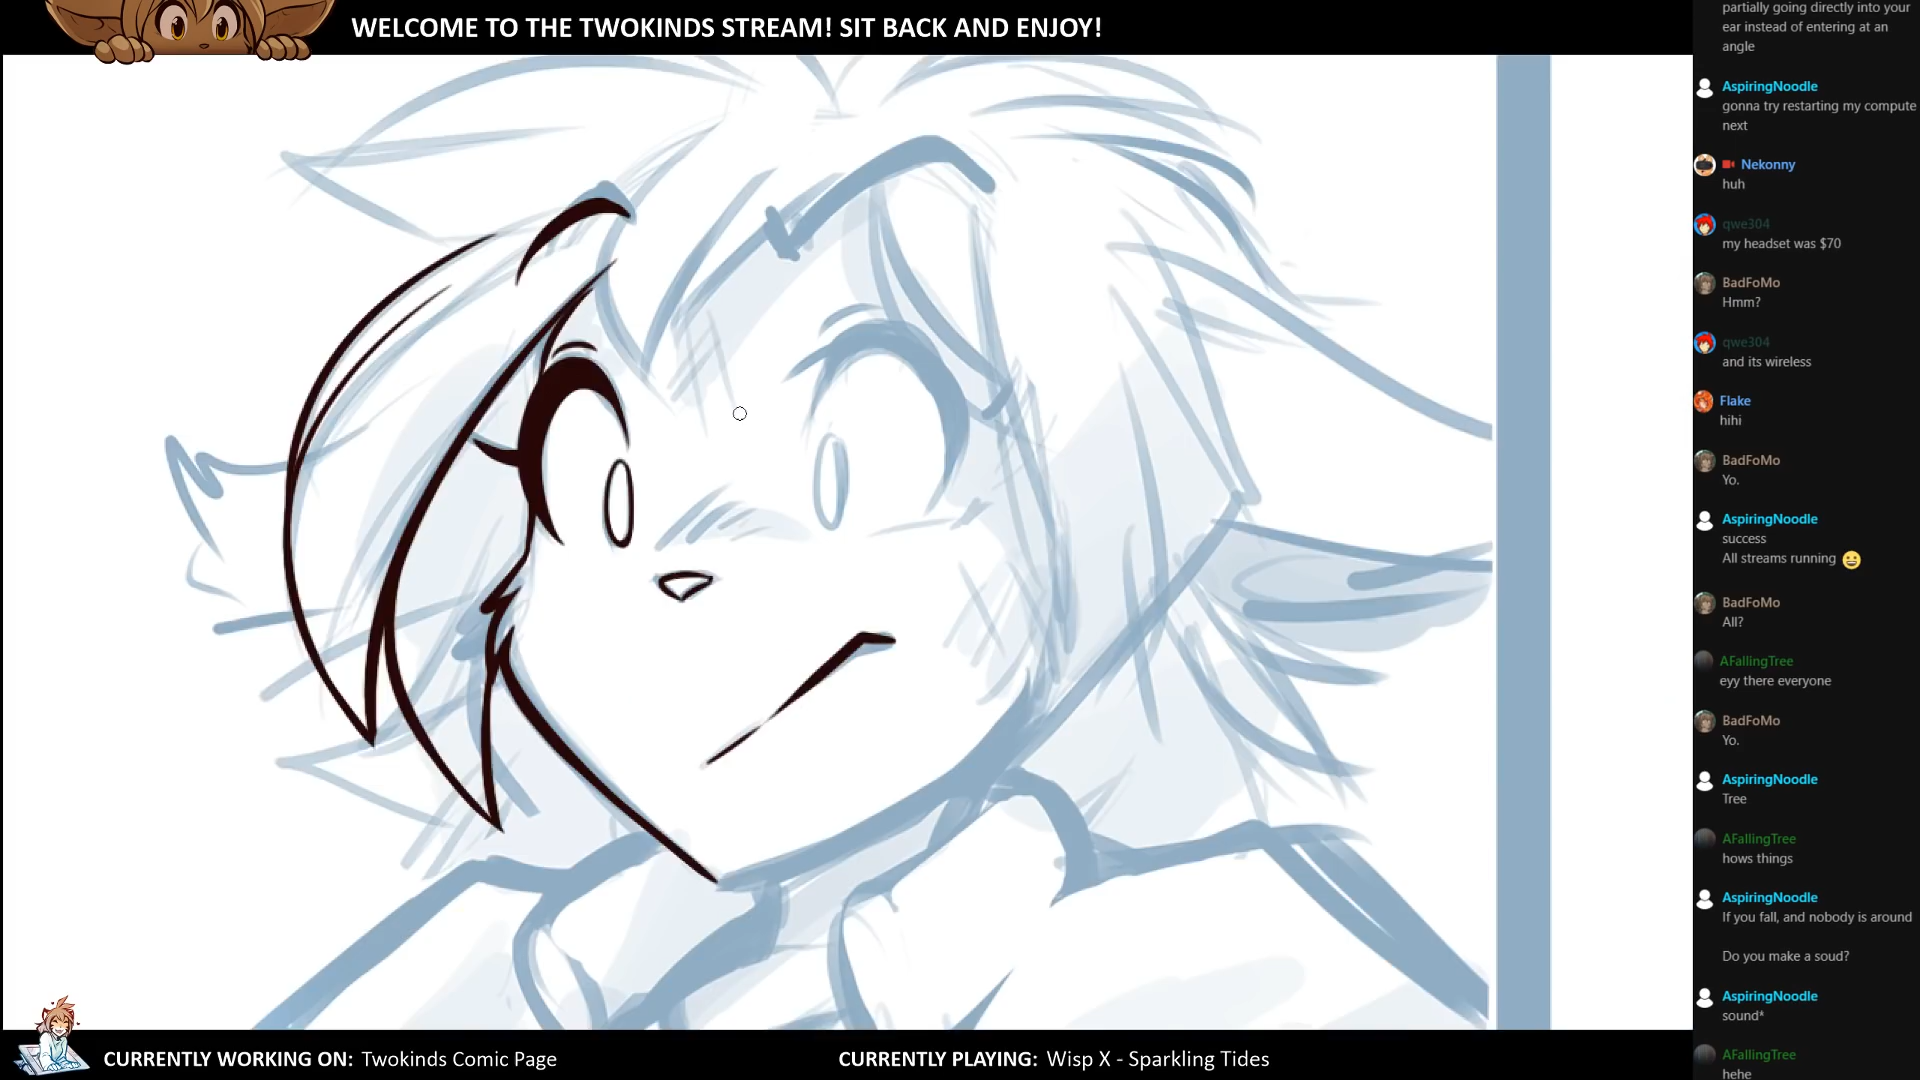 WELCOME TO THE TWOKINDS STREAM! SIT BACK AND ENJOY!
partially going directly into your
ear instead of entering at an
angle
AspiringNoodle
gonna try restarting my compute
next
Nekonny
huh
qwe304
my headset was $70
BadFoMo
Hmm?
qwe304
and its wireless
Flake
hihi
BadFoMo
Yo.
AspiringNoodle
success
All streams running 😀
BadFoMo
All?
AFallingTree
eyy there everyone
BadFoMo
Yo.
AspiringNoodle
Tree
AFallingTree
hows things
AspiringNoodle
If you fall, and nobody is around
Do you make a soud?
AspiringNoodle
sound*
AFallingTree
hehe
CURRENTLY WORKING ON: Twokinds Comic Page
CURRENTLY PLAYING: Wisp X - Sparkling Tides